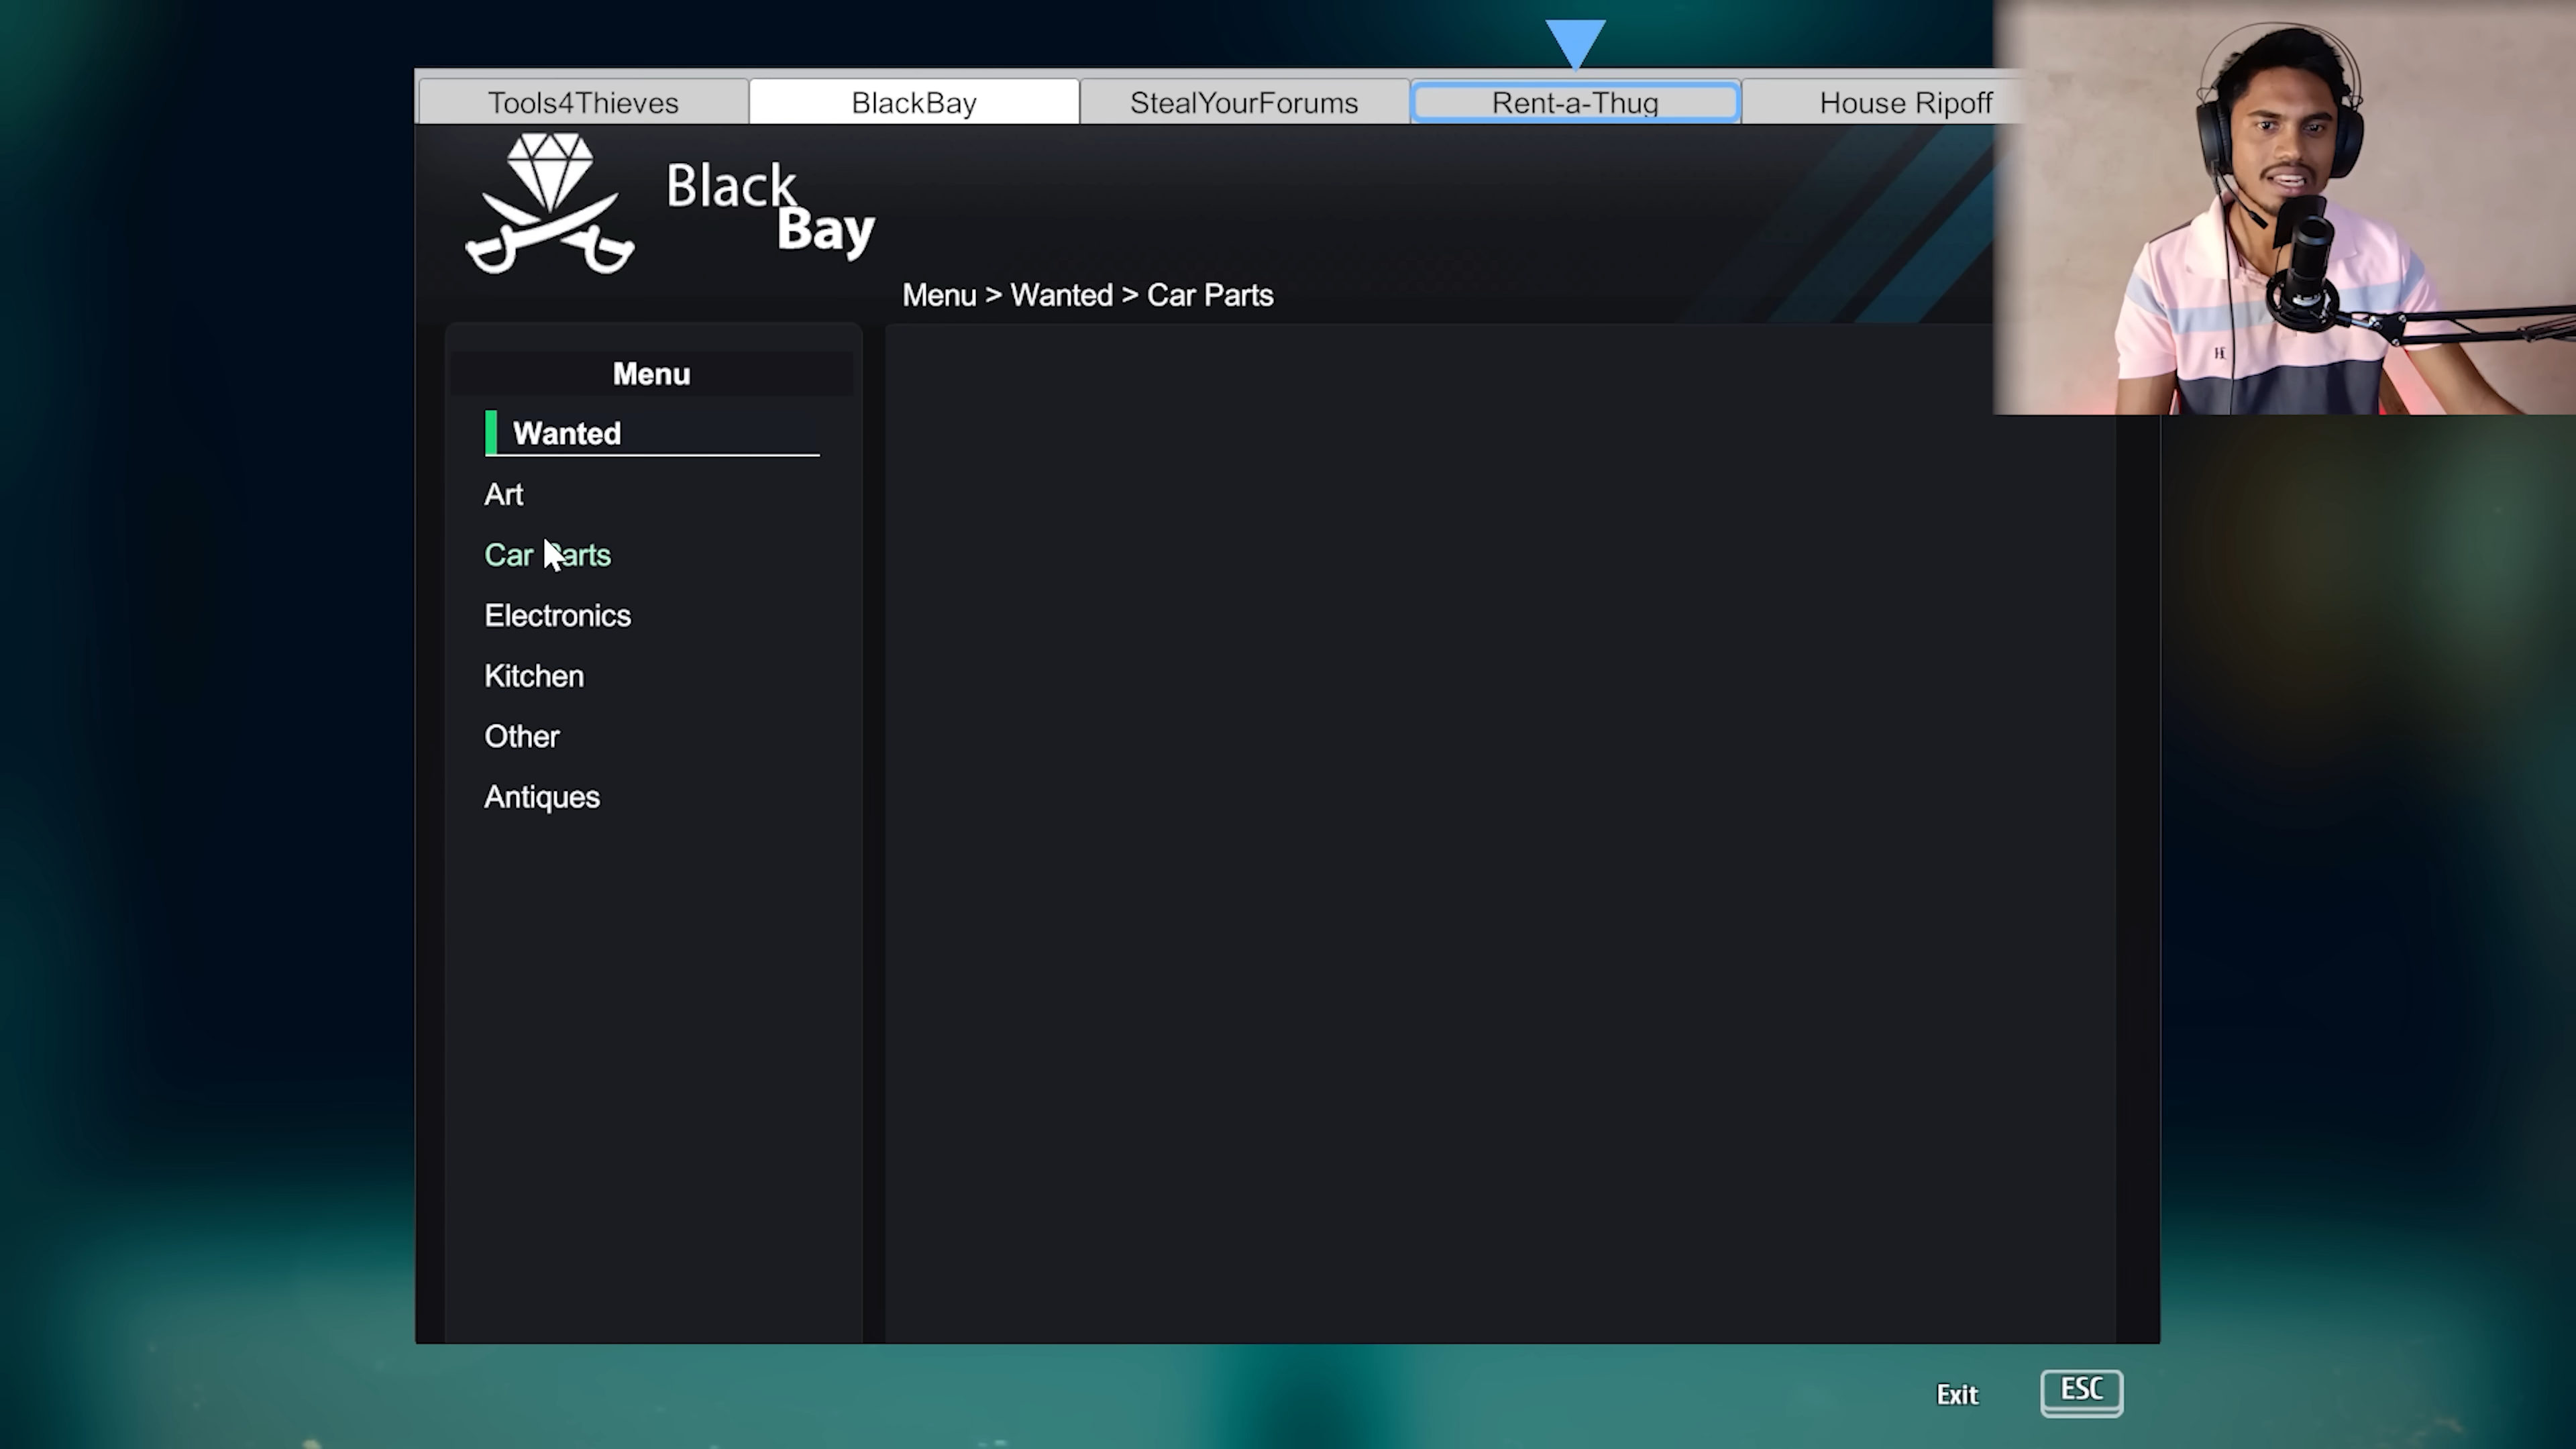 Tools4Thieves
BlackBay
StealYourForums
Rent-a-Thug
House Ripoff
Black
Bay
Menu > Wanted > Car Parts
Menu
Wanted
Art
Car Parts
Electronics
Kitchen
Other
Antiques
Exit
ESC